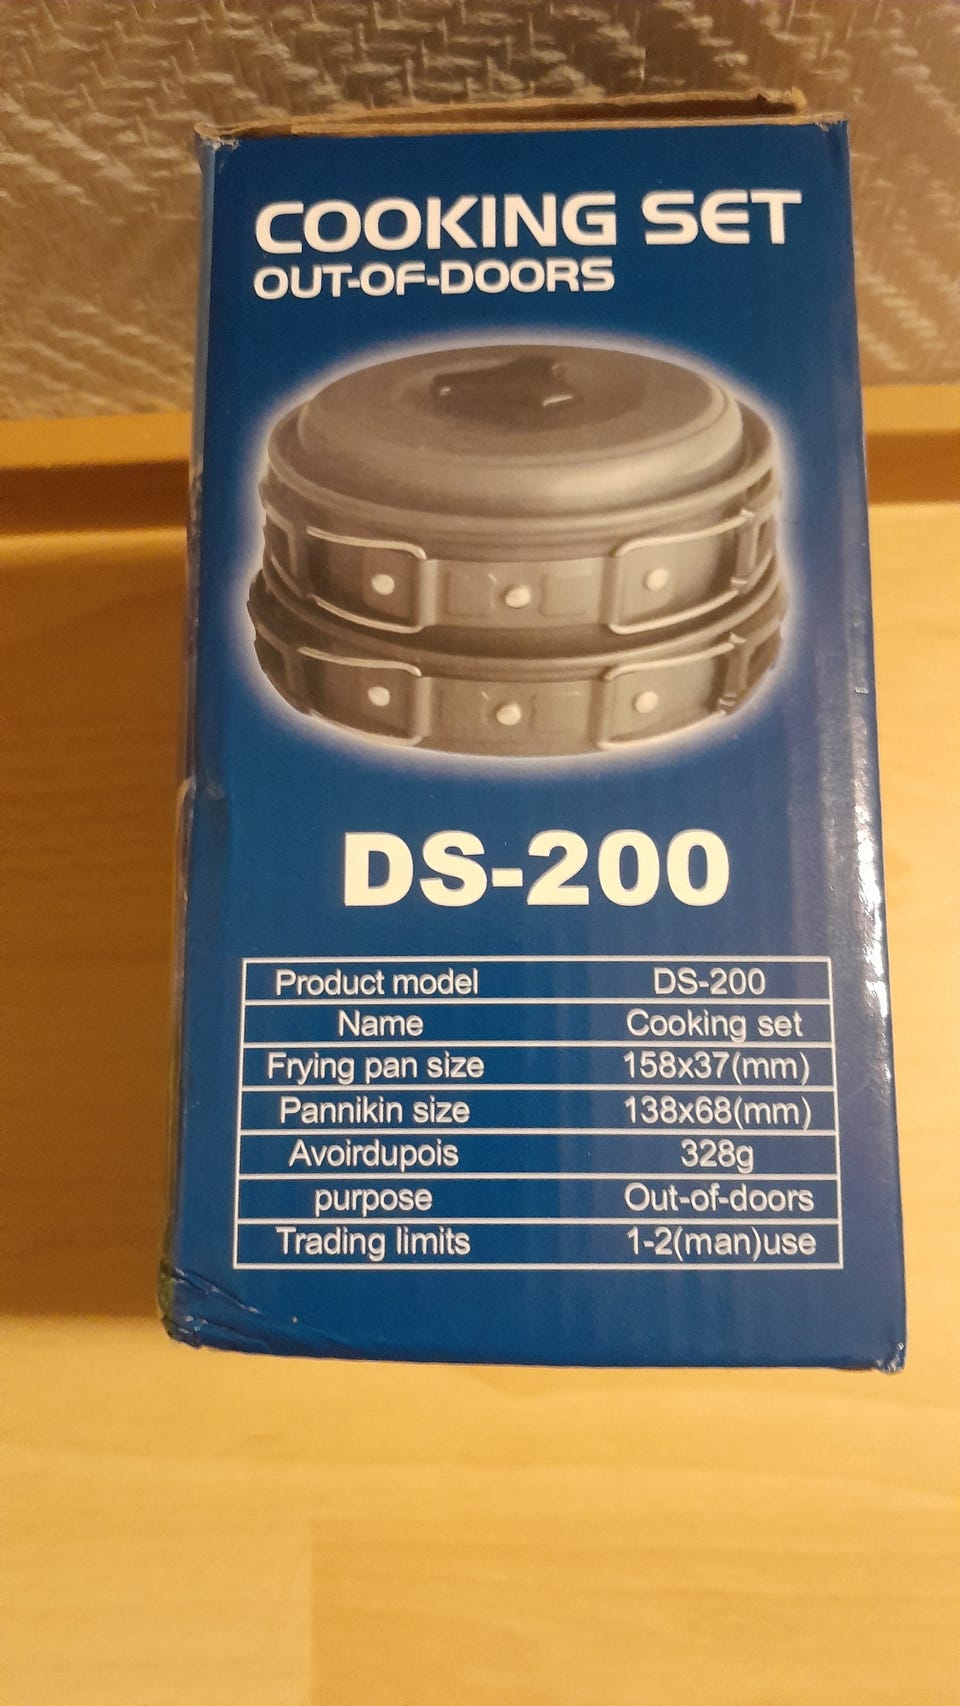 COOKING SET
OUT-OF-DOORS
DS-200
Product model DS-200
Name Cooking set
Frying pan size 158x37(mm)
Pannikin size 138x68(mm)
Avoirdupois 328g
purpose Out-of-doors
Trading limits 1-2(man)use